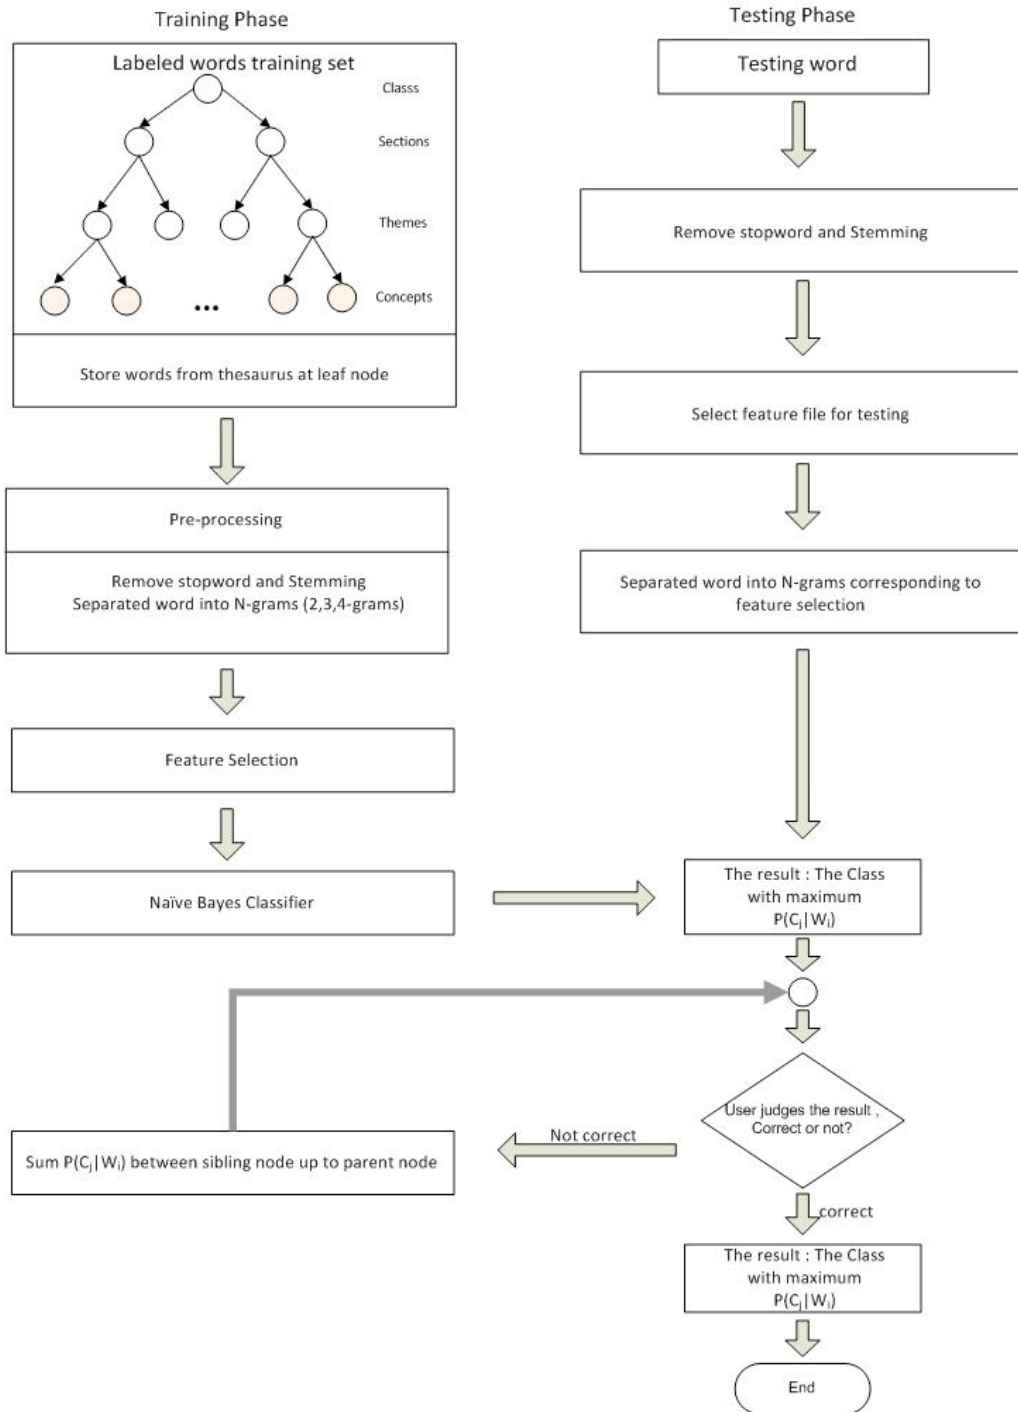 Training Phase
Labeled words training set
Classs
Sections
Themes
Concepts
...
Store words from thesaurus at leaf node
Pre-processing
Remove stopword and Stemming
Separated word into N-grams (2,3,4-grams)
Feature Selection
Naïve Bayes Classifier
Testing Phase
Testing word
Remove stopword and Stemming
Select feature file for testing
Separated word into N-grams corresponding to
feature selection
The result : The Class
with maximum
P(Cⱼ|Wᵢ)
User judges the result ,
Correct or not?
Not correct
Sum P(Cⱼ|Wᵢ) between sibling node up to parent node
correct
The result : The Class
with maximum
P(Cⱼ|Wᵢ)
End